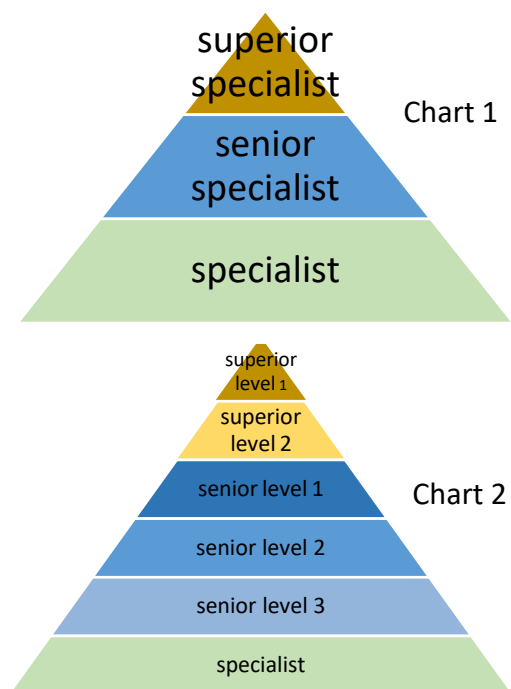 superior
specialist
Chart 1
senior
specialist
specialist
superior
level 1
superior
level 2
senior level 1
Chart 2
senior level 2
senior level 3
specialist